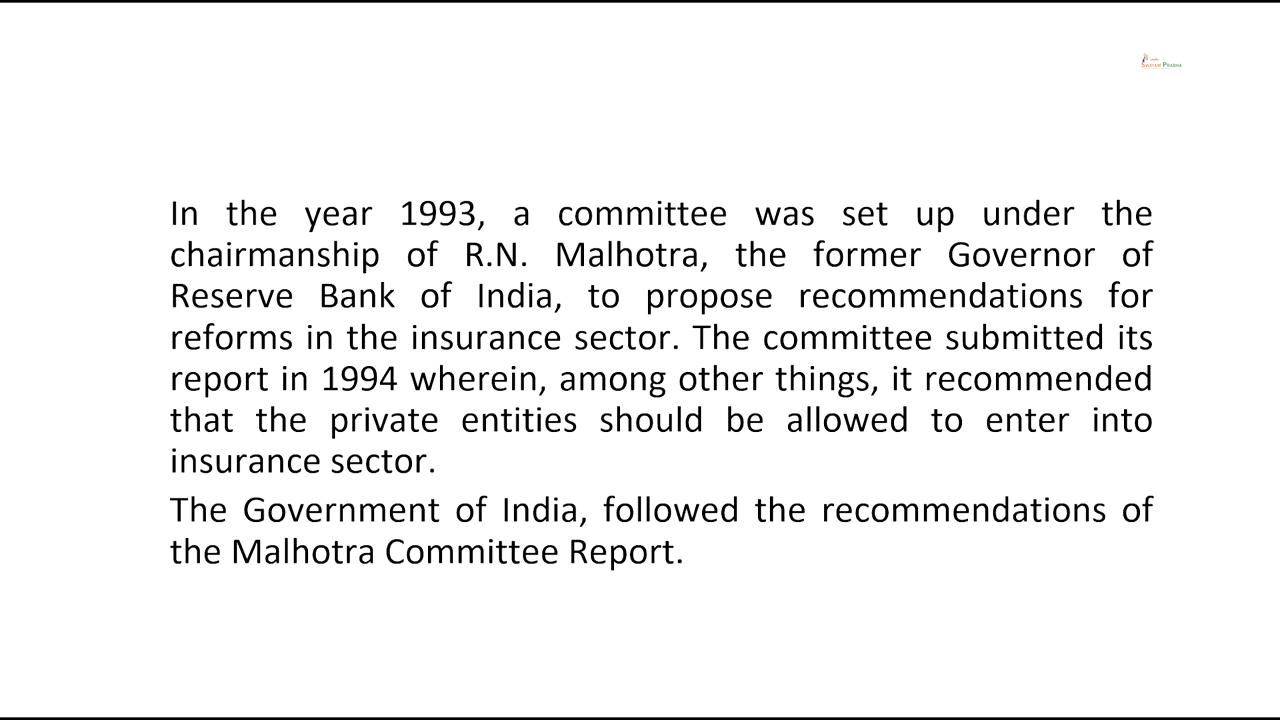 SWAYAM PRABHA
In the year 1993, a committee was set up under the
chairmanship of R.N. Malhotra, the former Governor of
Reserve Bank of India, to propose recommendations for
reforms in the insurance sector. The committee submitted its
report in 1994 wherein, among other things, it recommended
that the private entities should be allowed to enter into
insurance sector.
The Government of India, followed the recommendations of
the Malhotra Committee Report.